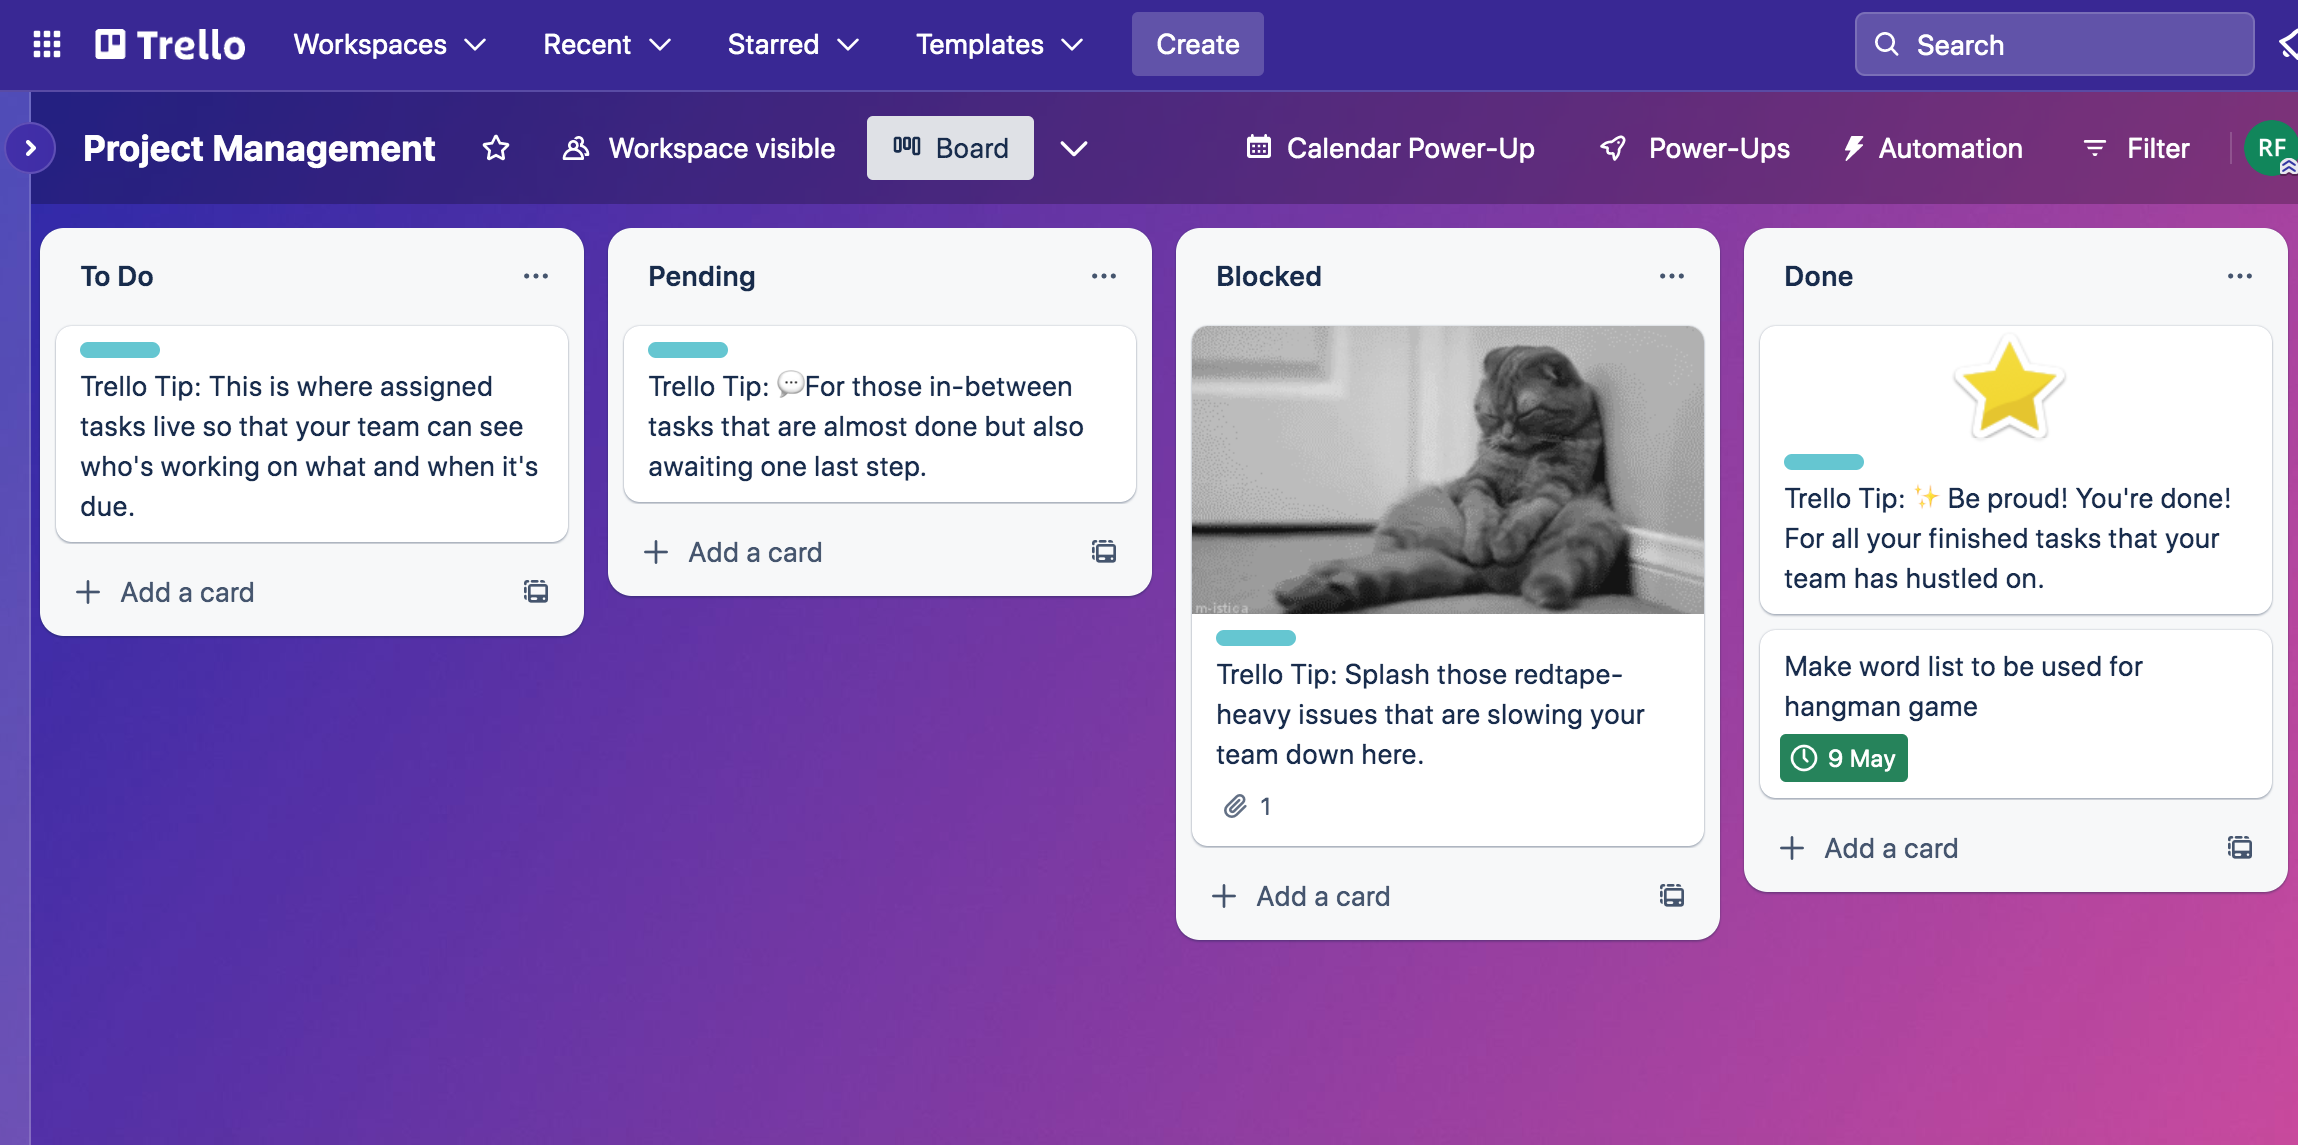 Trello
Workspaces
Recent
Starred
Templates
Create
Search
Project Management
Workspace visible
Board
Calendar Power-Up
Power-Ups
Automation
Filter
RF
To Do
Trello Tip: This is where assigned
tasks live so that your team can see
who's working on what and when it's
due.
Add a card
Pending
Trello Tip: 💬For those in-between
tasks that are almost done but also
awaiting one last step.
Add a card
Blocked
m-istica
Trello Tip: Splash those redtape-
heavy issues that are slowing your
team down here.
1
Add a card
Done
Trello Tip: ✨ Be proud! You're done!
For all your finished tasks that your
team has hustled on.
Make word list to be used for
hangman game
9 May
Add a card